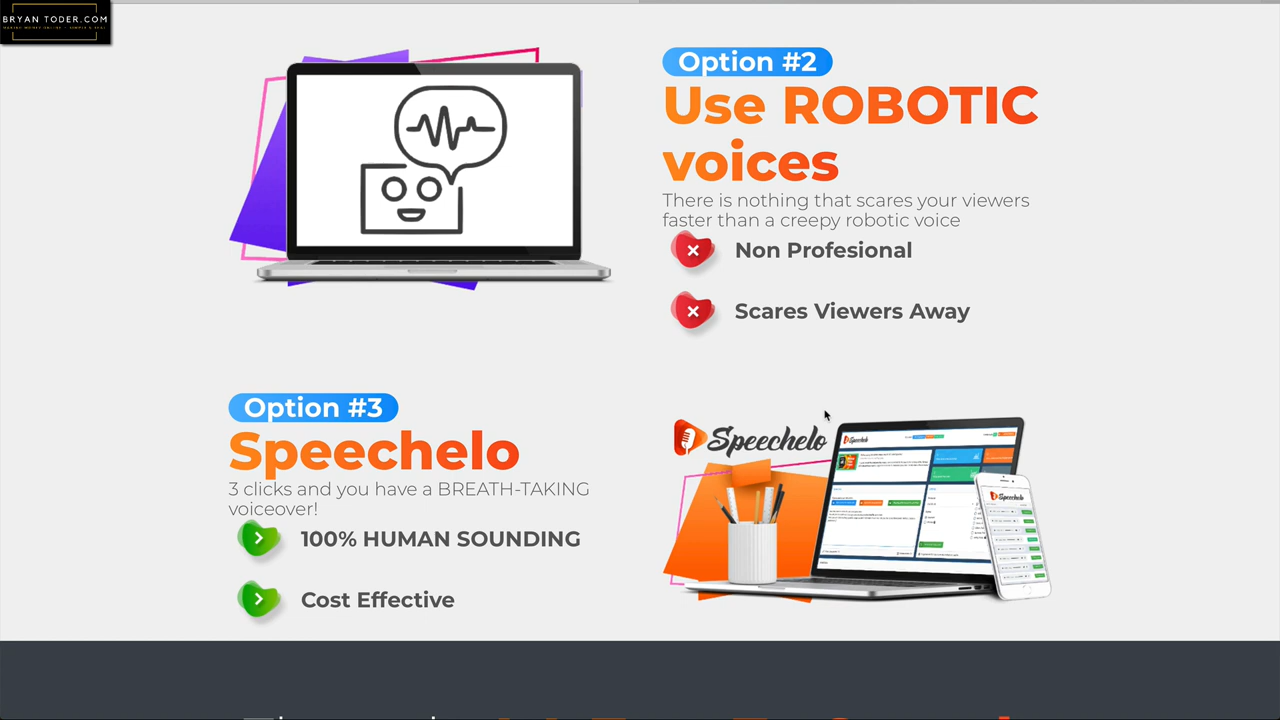 BRYAN TODER.COM
Option #2
Use ROBOTIC
voices
There is nothing that scares your viewers
faster than a creepy robotic voice
Non Profesional
Scares Viewers Away
Option #3
Speechelo
3 clicks and you have a BREATH-TAKING
voiceover!
100% HUMAN SOUNDING
Cost Effective
Speechelo
Speechelo
Speechelo